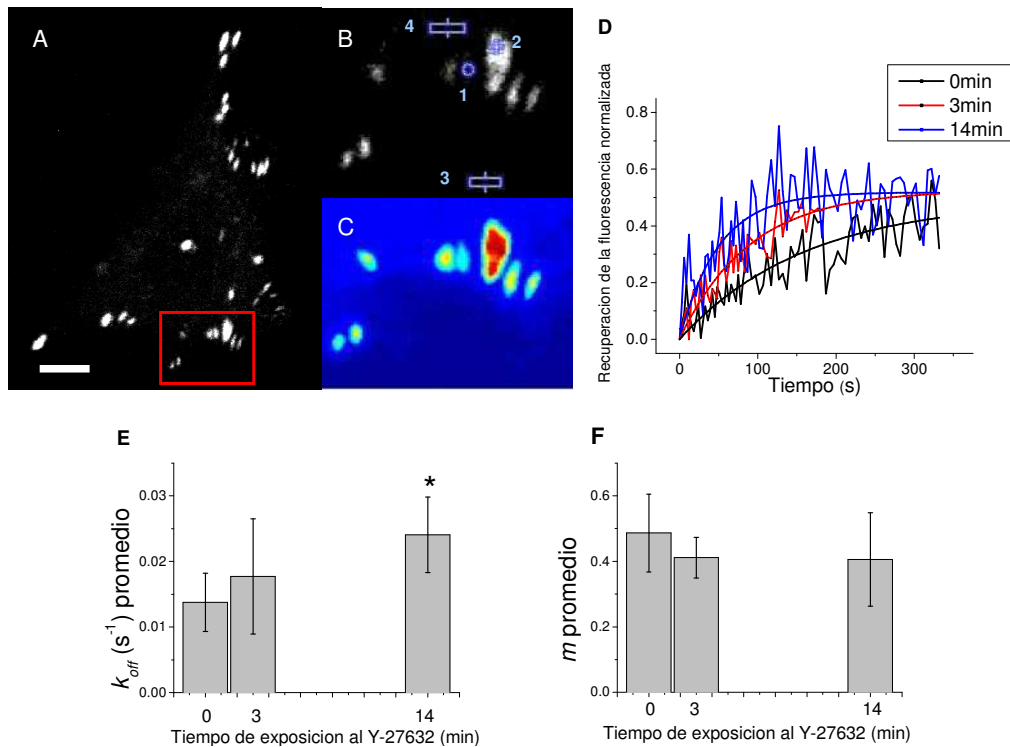 A
B
4
2
1
3
C
D
Recuperacion de la fluorescencia normalizada
0.8
0.6
0.4
0.2
0.0
0min
3min
14min
0
100
200
300
Tiempo (s)
E
k_off (s⁻¹) promedio
0.03
0.02
0.01
0.00
*
0
3
14
Tiempo de exposicion al Y-27632 (min)
F
m promedio
0.6
0.4
0.2
0.0
0
3
14
Tiempo de exposicion al Y-27632 (min)